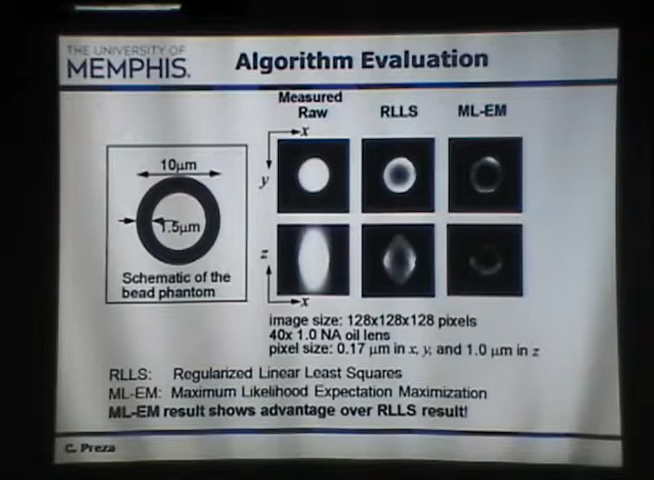 THE UNIVERSITY OF
MEMPHIS.
Algorithm Evaluation
Measured
Raw
RLLS
ML-EM
x
y
10µm
1.5µm
Schematic of the
bead phantom
z
x
image size: 128x128x128 pixels
40x 1.0 NA oil lens
pixel size: 0.17 µm in x, y, and 1.0 µm in z
RLLS: Regularized Linear Least Squares
ML-EM: Maximum Likelihood Expectation Maximization
ML-EM result shows advantage over RLLS result!
C. Preza